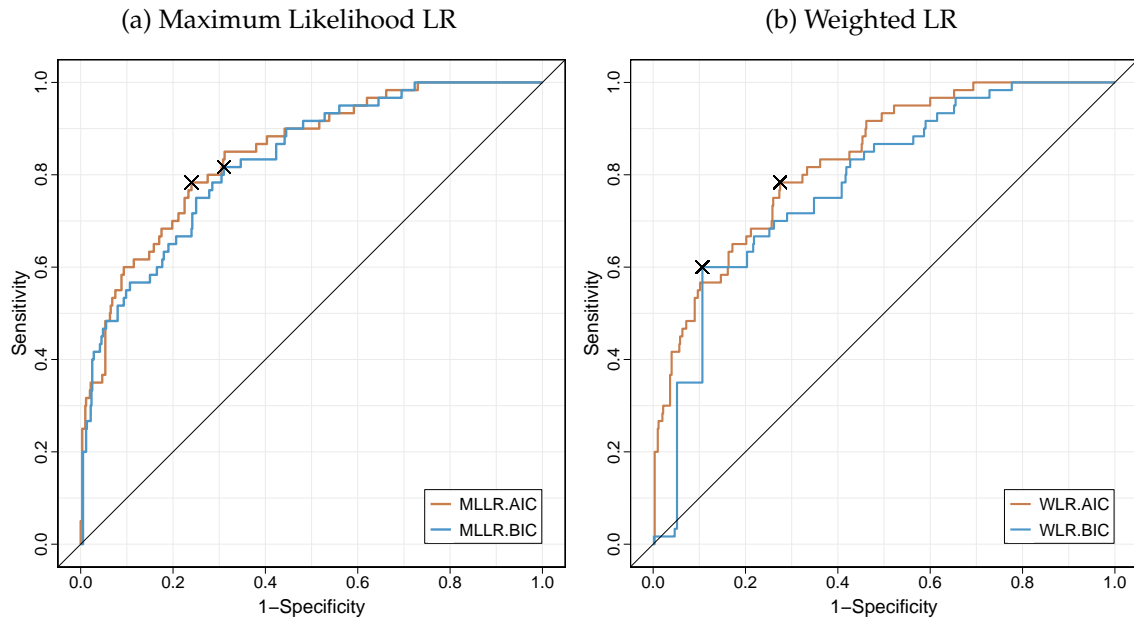 (a) Maximum Likelihood LR
(b) Weighted LR
Sensitivity
1.0
0.8
0.6
0.4
0.2
0.0
MLLR.AIC
MLLR.BIC
0.0 0.2 0.4 0.6 0.8 1.0
1−Specificity
Sensitivity
1.0
0.8
0.6
0.4
0.2
0.0
WLR.AIC
WLR.BIC
0.0 0.2 0.4 0.6 0.8 1.0
1−Specificity